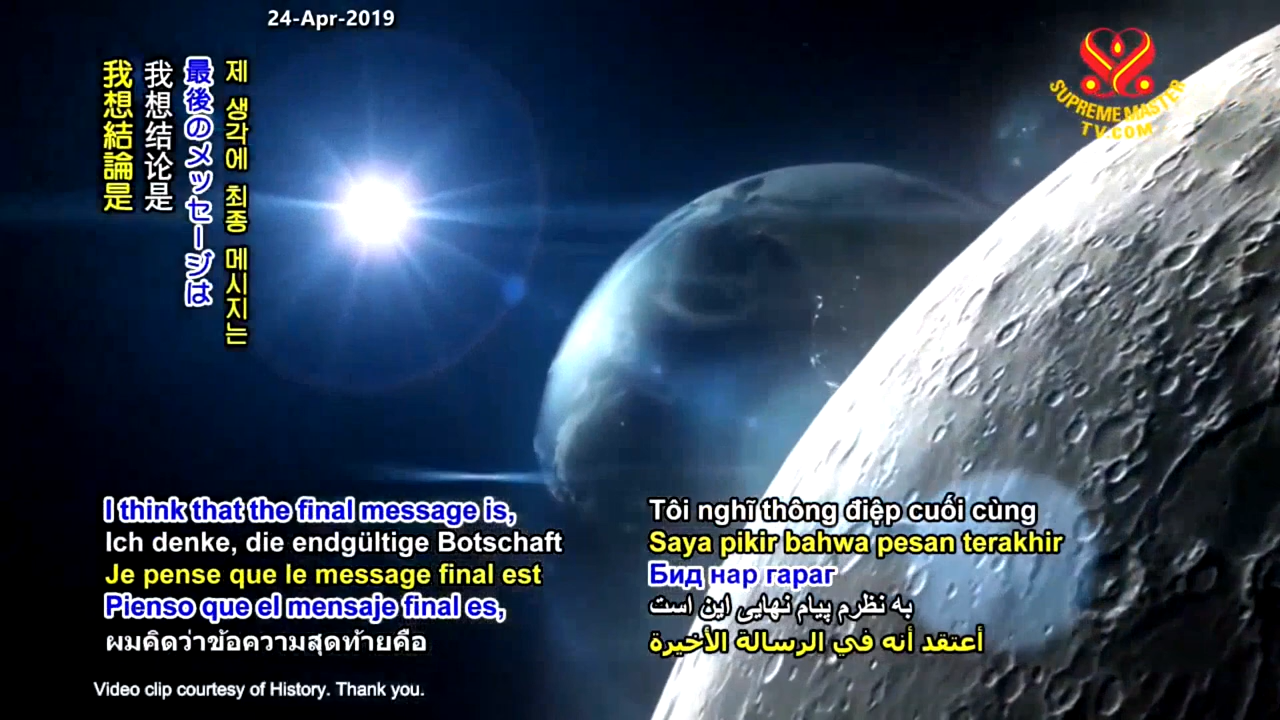 24-Apr-2019
SUPREME MASTER
TV.COM
제 생각에 최종 메시지는
最後のメッセージは
我想结论是
我想結論是
I think that the final message is,
Ich denke, die endgültige Botschaft
Je pense que le message final est
Pienso que el mensaje final es,
ผมคิดว่าข้อความสุดท้ายคือ
Tôi nghĩ thông điệp cuối cùng
Saya pikir bahwa pesan terakhir
Бид нар гараг
به نظرم پیام نهایی این است
أعتقد أنه في الرسالة الأخيرة
Video clip courtesy of History. Thank you.